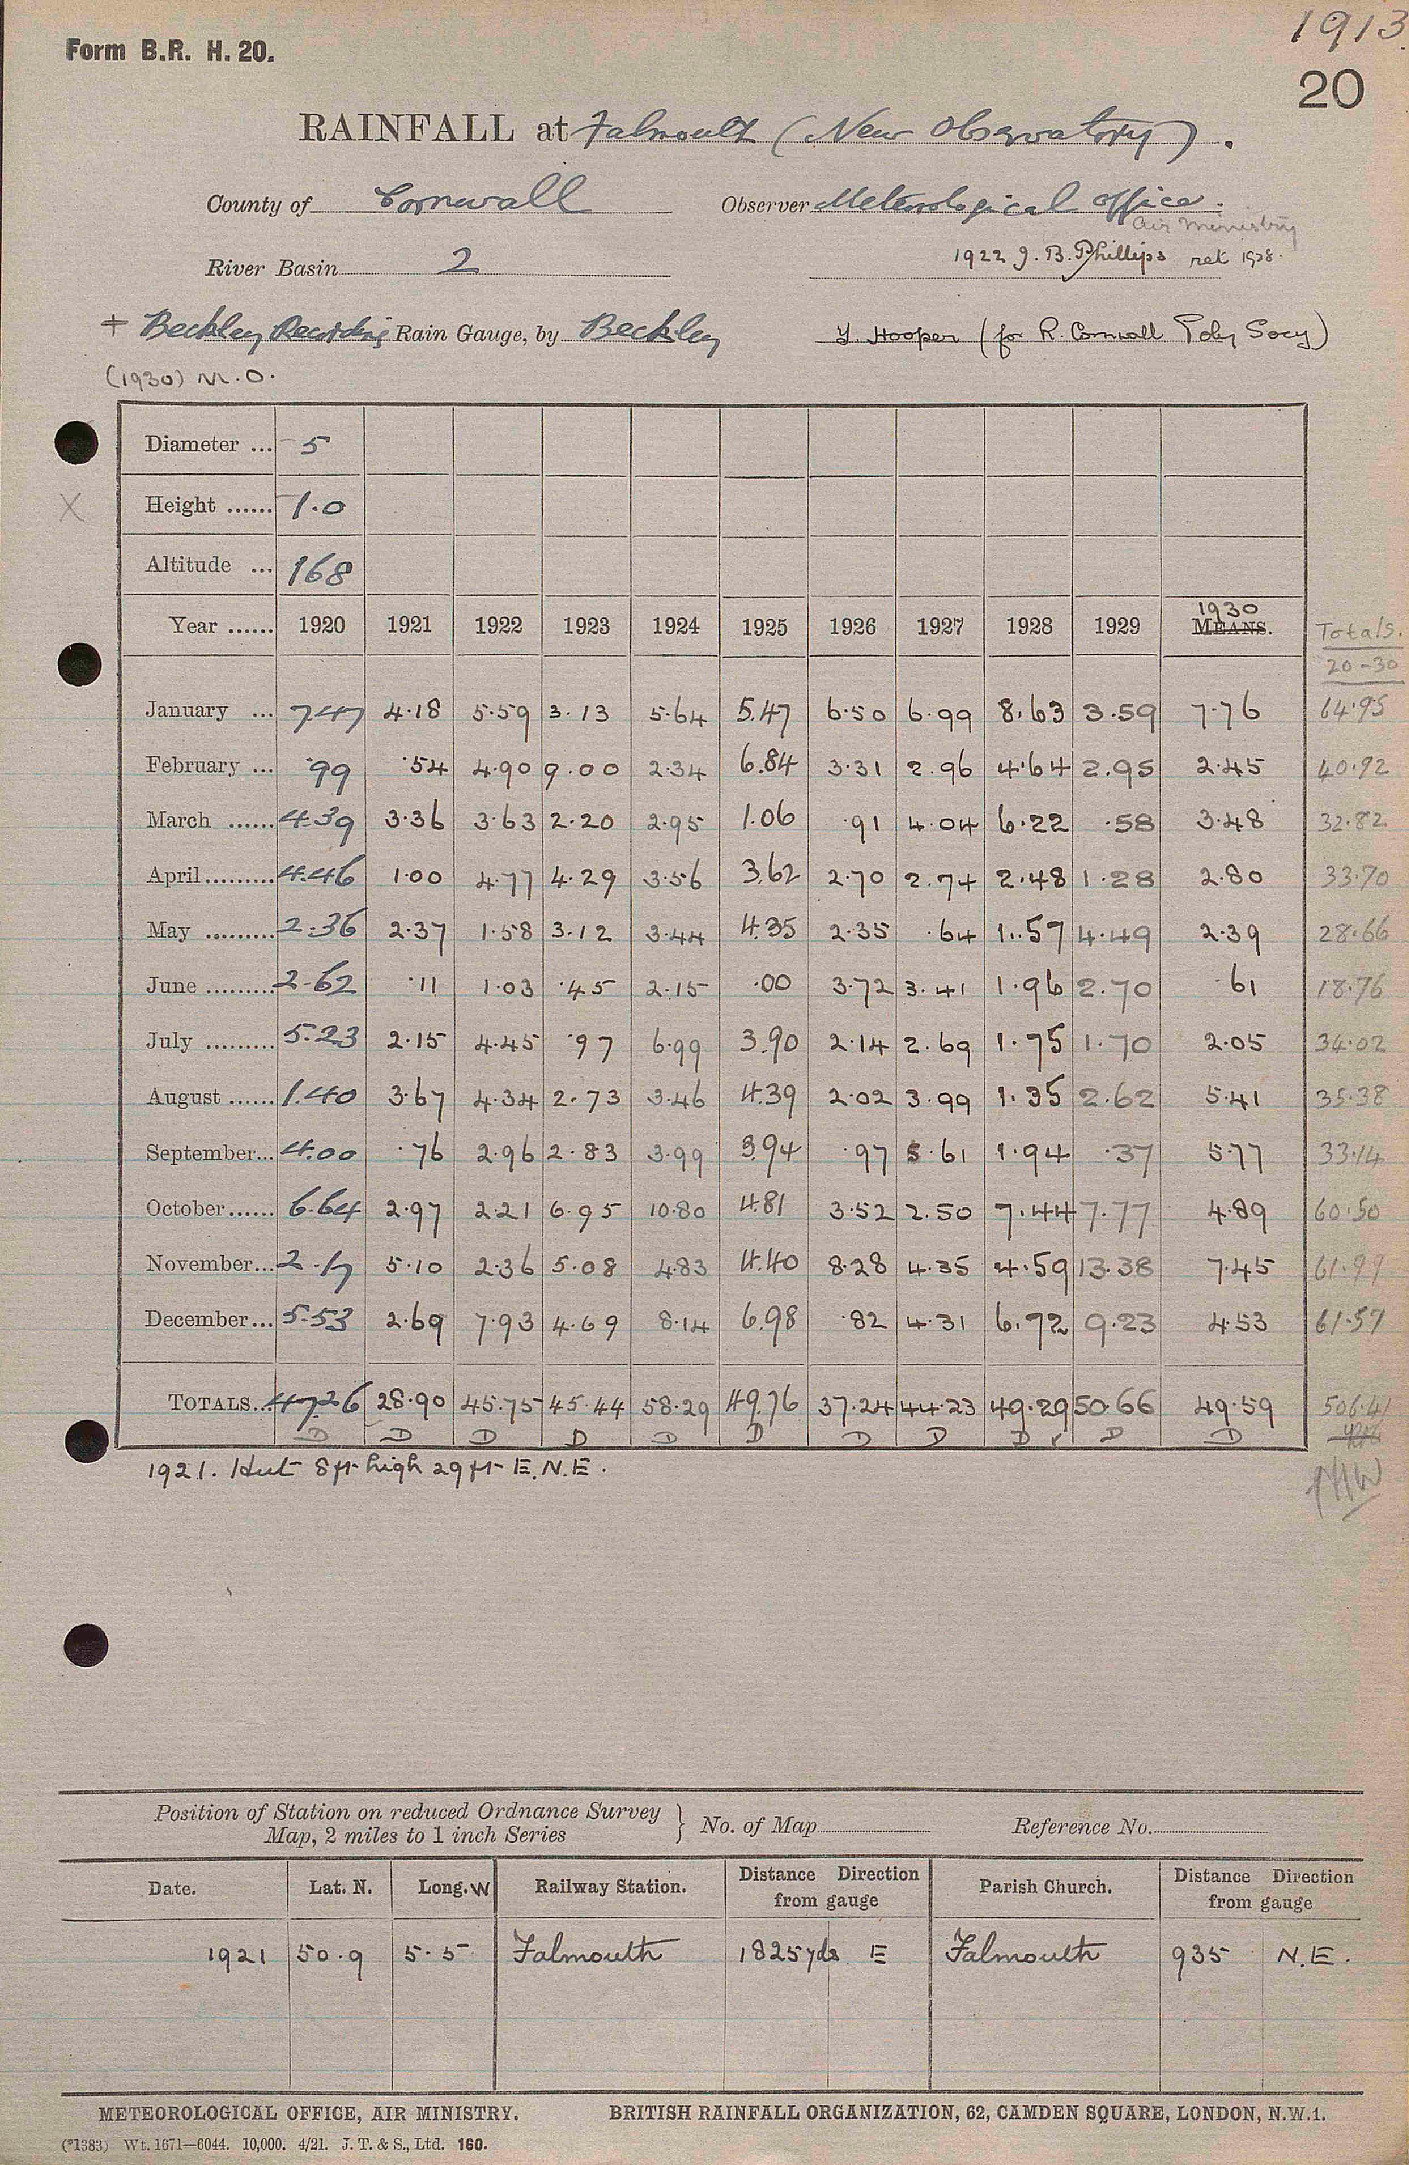 1913
Form B.R. H. 20.
20
RAINFALL at Falmouth (New Observatory).
County of Cornwall Observer Meteorological Office.
Air Ministry
River Basin 2 1922 J. B. Phillips ret 1928.
+ Beckley Recording Rain Gauge, by Beckley Y. Hooper (for R. Cornwall Poly Socy)
(1930) M.O.
Diameter ... 5
X Height ...... 1.0
Altitude ... 168
Year ...... 1920 1921 1922 1923 1924 1925 1926 1927 1928 1929 1930 MEANS. Totals. 20-30
January ... 7.47 4.18 5.59 3.13 5.64 5.47 6.50 6.99 8.63 3.59 7.76 64.95
February ... .99 .54 4.90 9.00 2.34 6.84 3.31 2.96 4.64 2.95 2.45 40.92
March ...... 4.39 3.36 3.63 2.20 2.95 1.06 .91 4.04 6.22 .58 3.48 32.82
April......... 4.46 1.00 4.77 4.29 3.56 3.62 2.70 2.74 2.48 1.28 2.80 33.70
May ......... 2.36 2.37 1.58 3.12 3.44 4.35 2.35 .64 1.57 4.49 2.39 28.66
June ......... 2.62 .11 1.03 .45 2.15 .00 3.72 3.41 1.96 2.70 .61 18.76
July ......... 5.23 2.15 4.45 .97 6.99 3.90 2.14 2.69 1.75 1.70 2.05 34.02
August ...... 1.40 3.67 4.34 2.73 3.46 4.39 2.02 3.99 1.35 2.62 5.41 35.38
September... 4.00 .76 2.96 2.83 3.99 3.94 .97 5.61 1.94 .37 5.77 33.14
October...... 6.64 2.97 2.21 6.95 10.80 4.81 3.52 2.50 7.44 7.77 4.89 60.50
November... 2.17 5.10 2.36 5.08 4.83 4.40 8.28 4.35 4.59 13.38 7.45 61.99
December... 5.53 2.69 7.93 4.69 8.14 6.98 .82 4.31 6.72 9.23 4.53 61.57
TOTALS... 47.26 28.90 45.75 45.44 58.29 49.76 37.24 44.23 49.29 50.66 49.59 506.41
D D D D D D D D D ✓ D D
1921. Hut 8 ft high 29 ft E.N.E.
Position of Station on reduced Ordnance Survey
Map, 2 miles to 1 inch Series } No. of Map Reference No.
Date. Lat. N. Long. W Railway Station. Distance Direction from gauge Parish Church. Distance Direction from gauge
1921 50.9 5.5 Falmouth 1825 yds E Falmouth 935 N.E.
METEOROLOGICAL OFFICE, AIR MINISTRY. BRITISH RAINFALL ORGANIZATION, 62, CAMDEN SQUARE, LONDON, N.W.1.
(*1383) Wt. 1671—6044. 10,000. 4/21. J. T. & S., Ltd. 160.